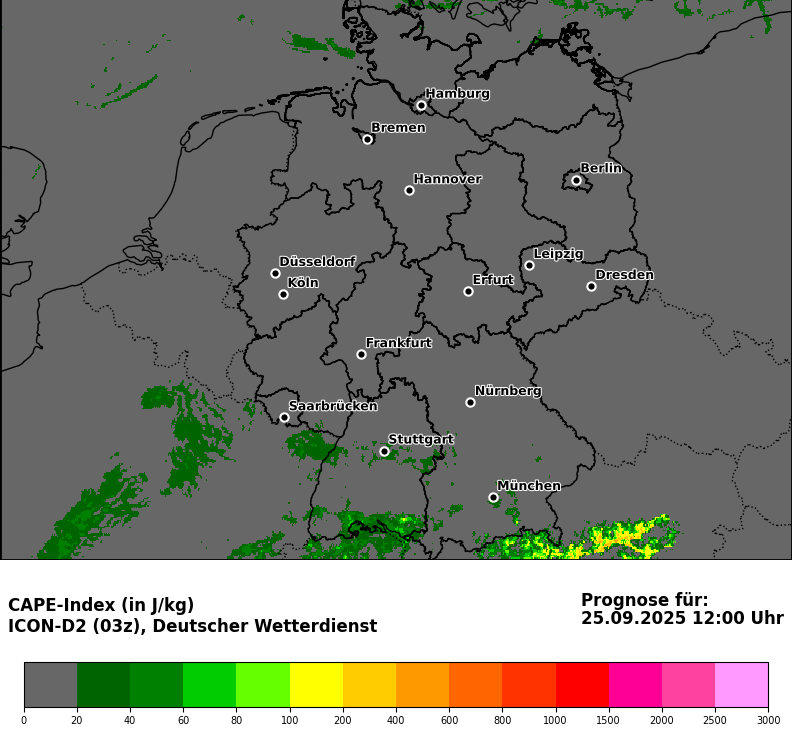 Hamburg
Bremen
Berlin
Hannover
Leipzig
Düsseldorf
Dresden
Köln
Erfurt
Frankfurt
Nürnberg
Saarbrücken
Stuttgart
München
CAPE-Index (in J/kg)
ICON-D2 (03z), Deutscher Wetterdienst
Prognose für:
25.09.2025 12:00 Uhr
0 20 40 60 80 100 200 400 600 800 1000 1500 2000 2500 3000